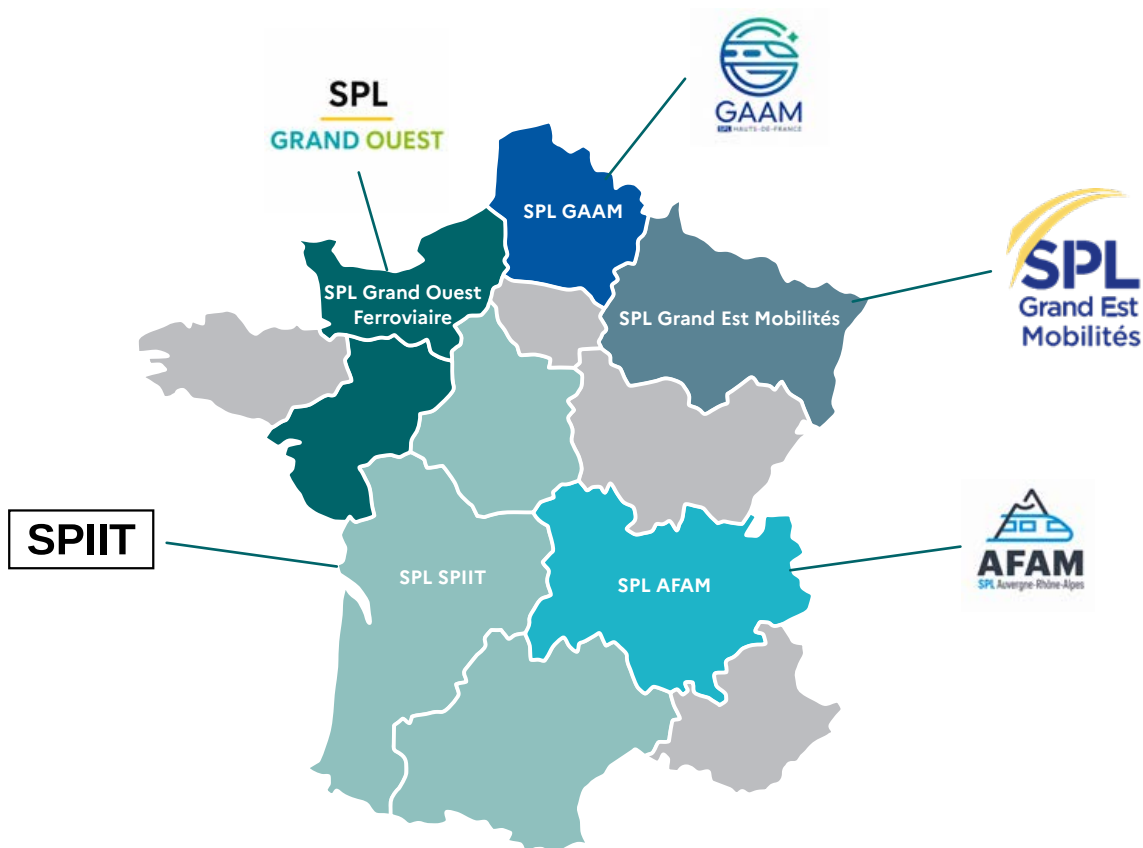 SPL
GRAND OUEST
GAAM
SPL HAUTS-DE-FRANCE
SPL GAAM
SPL Grand Ouest
Ferroviaire
SPL Grand Est Mobilités
SPL
Grand Est
Mobilités
SPIIT
SPL SPIIT
SPL AFAM
AFAM
SPL Auvergne-Rhône-Alpes